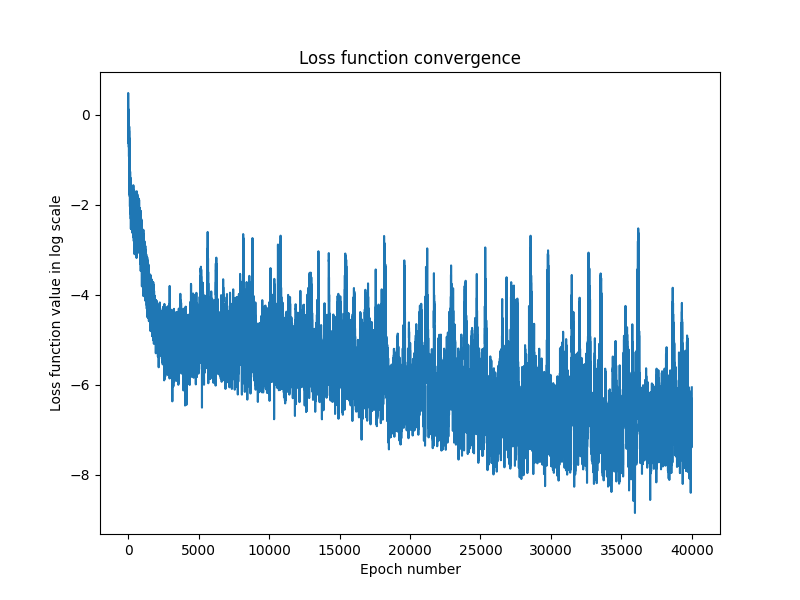 Loss function convergence
Loss function value in log scale
0
−2
−4
−6
−8
0 5000 10000 15000 20000 25000 30000 35000 40000
Epoch number